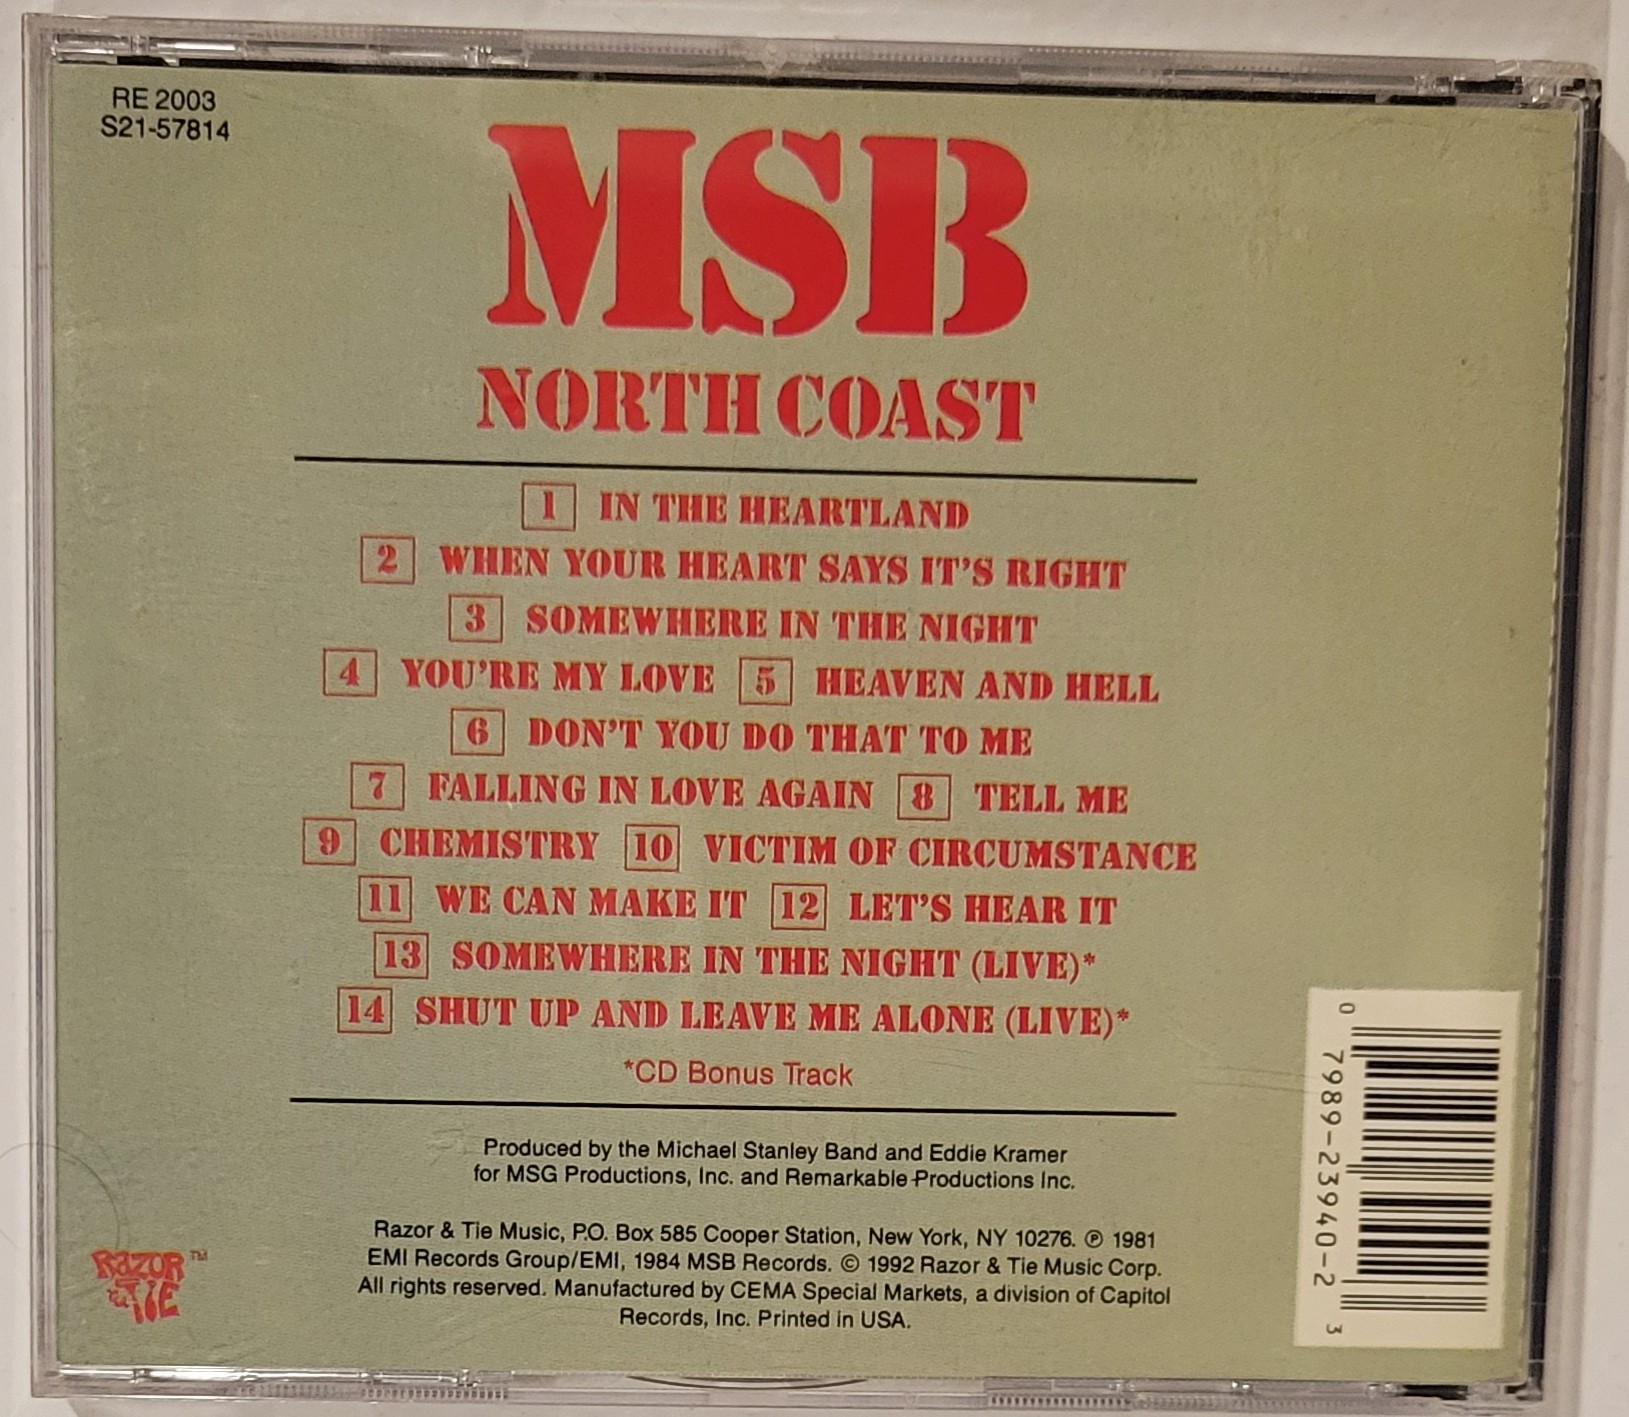 RE 2003
S21-57814
MSB
NORTH COAST
1 IN THE HEARTLAND
2 WHEN YOUR HEART SAYS IT'S RIGHT
3 SOMEWHERE IN THE NIGHT
4 YOU'RE MY LOVE 5 HEAVEN AND HELL
6 DON'T YOU DO THAT TO ME
7 FALLING IN LOVE AGAIN 8 TELL ME
9 CHEMISTRY 10 VICTIM OF CIRCUMSTANCE
11 WE CAN MAKE IT 12 LET'S HEAR IT
13 SOMEWHERE IN THE NIGHT (LIVE)*
14 SHUT UP AND LEAVE ME ALONE (LIVE)*
*CD Bonus Track
Produced by the Michael Stanley Band and Eddie Kramer
for MSG Productions, Inc. and Remarkable Productions Inc.
Razor & Tie Music, P.O. Box 585 Cooper Station, New York, NY 10276. ℗ 1981
EMI Records Group/EMI, 1984 MSB Records. © 1992 Razor & Tie Music Corp.
All rights reserved. Manufactured by CEMA Special Markets, a division of Capitol
Records, Inc. Printed in USA.
RAZOR & TIE™
0 7989-23940-2 3